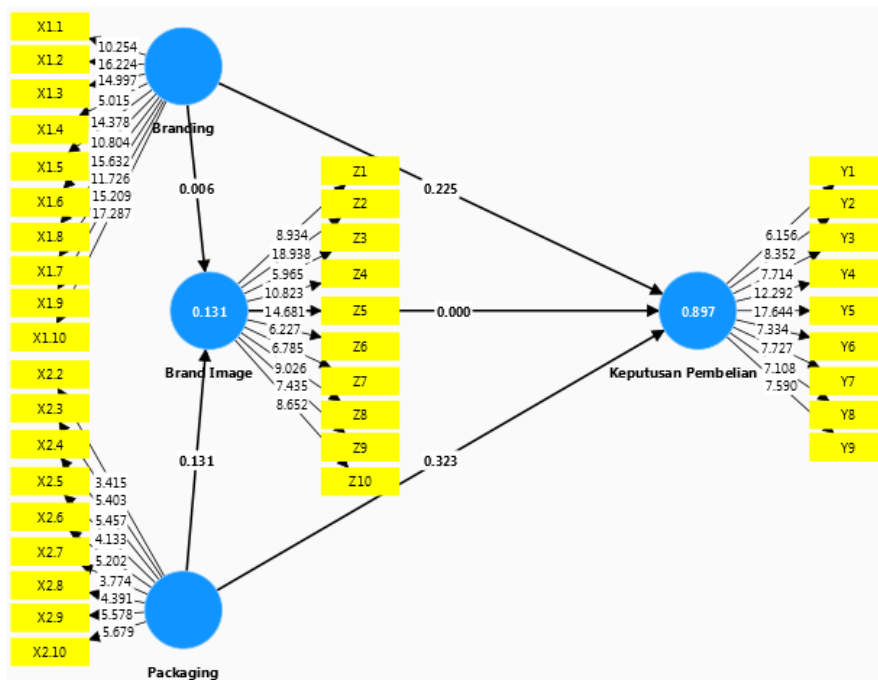 X1.1
X1.2
X1.3
X1.4
X1.5
X1.6
X1.8
X1.7
X1.9
X1.10
10.254
16.224
14.997
5.015
14.378
10.804
15.632
11.726
15.209
17.287
Branding
0.006
0.225
Z1
Z2
Z3
Z4
Z5
Z6
Z7
Z8
Z9
Z10
8.934
18.938
5.965
10.823
14.681
6.227
6.785
9.026
7.435
8.652
0.131
Brand Image
0.000
0.897
Keputusan Pembelian
Y1
Y2
Y3
Y4
Y5
Y6
Y7
Y8
Y9
6.156
8.352
7.714
12.292
17.644
7.334
7.727
7.108
7.590
X2.2
X2.3
X2.4
X2.5
X2.6
X2.7
X2.8
X2.9
X2.10
3.415
5.403
5.457
4.133
5.202
3.774
4.391
5.578
5.679
0.131
0.323
Packaging